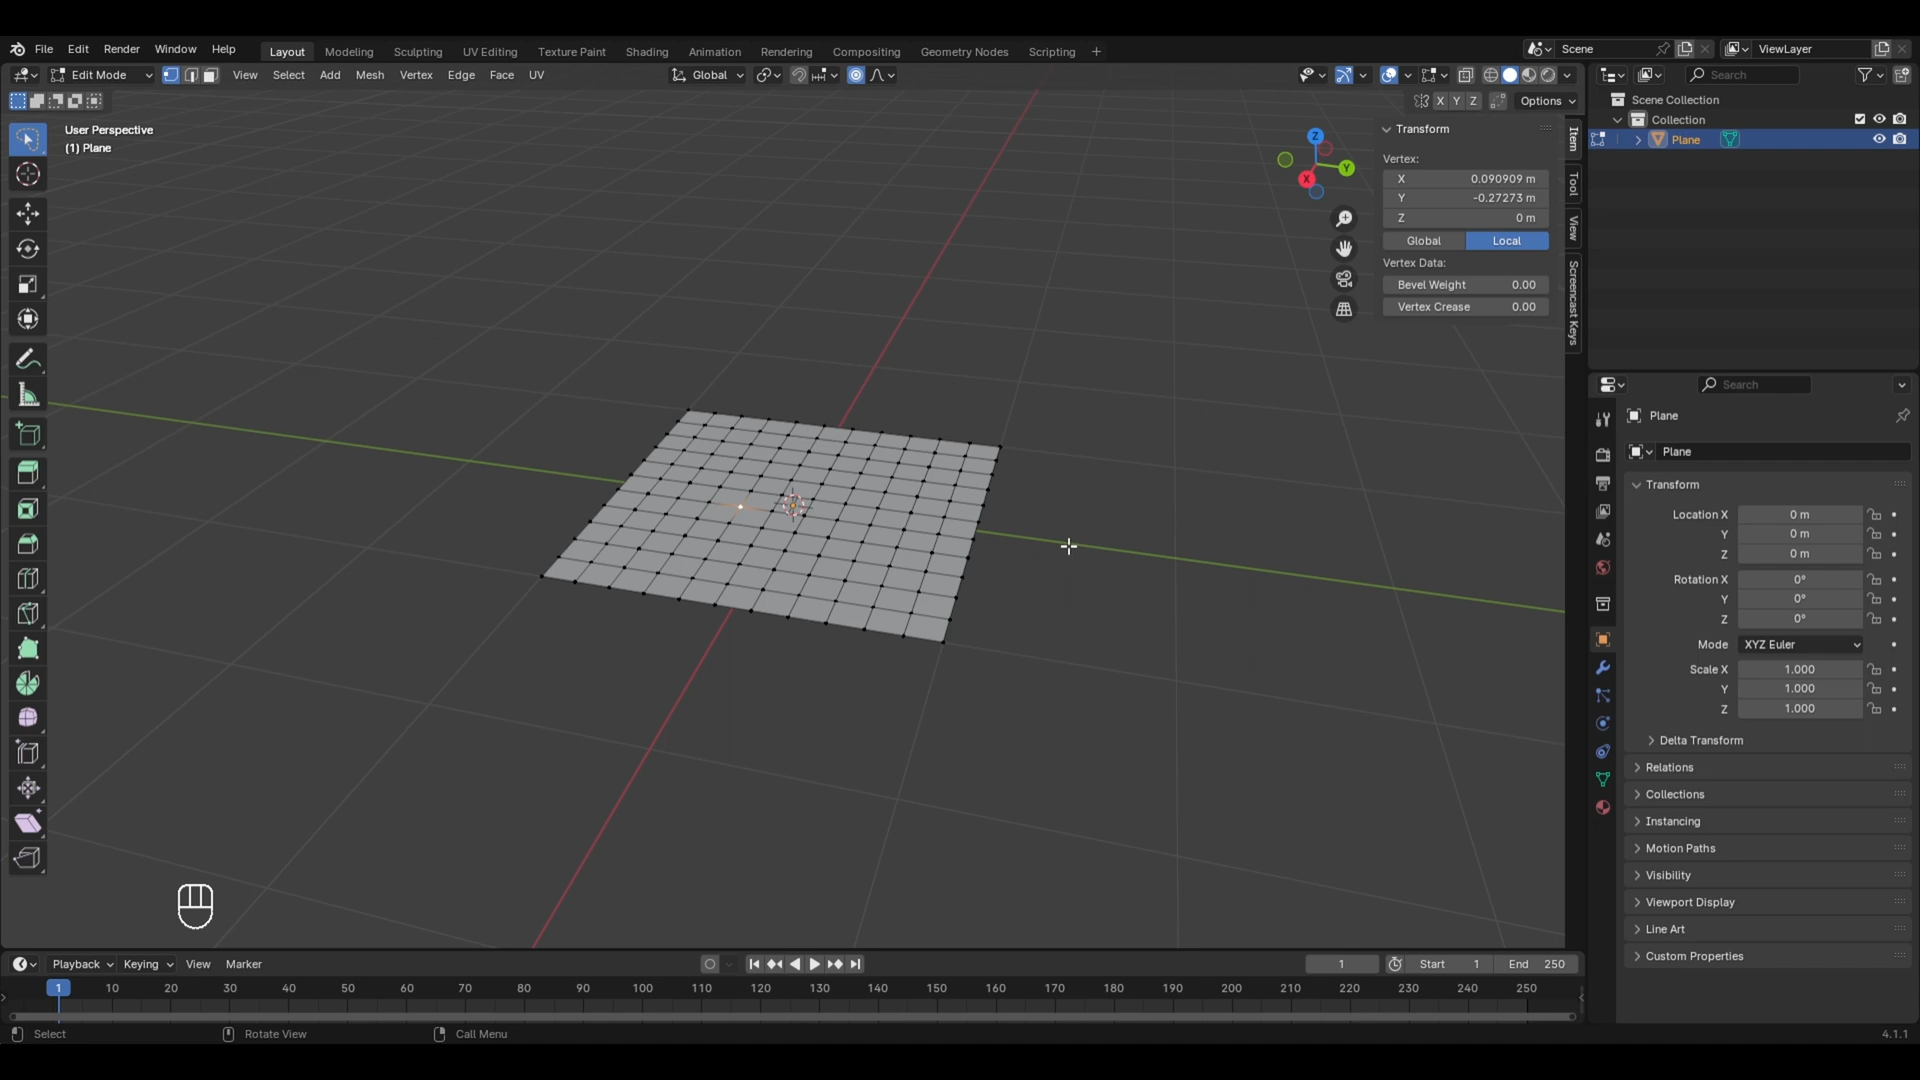 File Edit Render Window Help Layout Modeling Sculpting UV Editing Texture Paint Shading Animation Rendering Compositing Geometry Nodes Scripting + Scene ViewLayer
Edit Mode View Select Add Mesh Vertex Edge Face UV Global Search
X Y Z Options
User Perspective
(1) Plane
Z
Y
X
Transform
Vertex:
X 0.090909 m
Y -0.27273 m
Z 0 m
Global Local
Vertex Data:
Bevel Weight 0.00
Vertex Crease 0.00
Item
Tool
View
Screencast Keys
Scene Collection
Collection
Plane
Search
Plane
Plane
Transform
Location X 0 m
Y 0 m
Z 0 m
Rotation X 0°
Y 0°
Z 0°
Mode XYZ Euler
Scale X 1.000
Y 1.000
Z 1.000
Delta Transform
Relations
Collections
Instancing
Motion Paths
Visibility
Viewport Display
Line Art
Custom Properties
Playback Keying View Marker 1 Start 1 End 250
1 10 20 30 40 50 60 70 80 90 100 110 120 130 140 150 160 170 180 190 200 210 220 230 240 250
Select Rotate View Call Menu 4.1.1